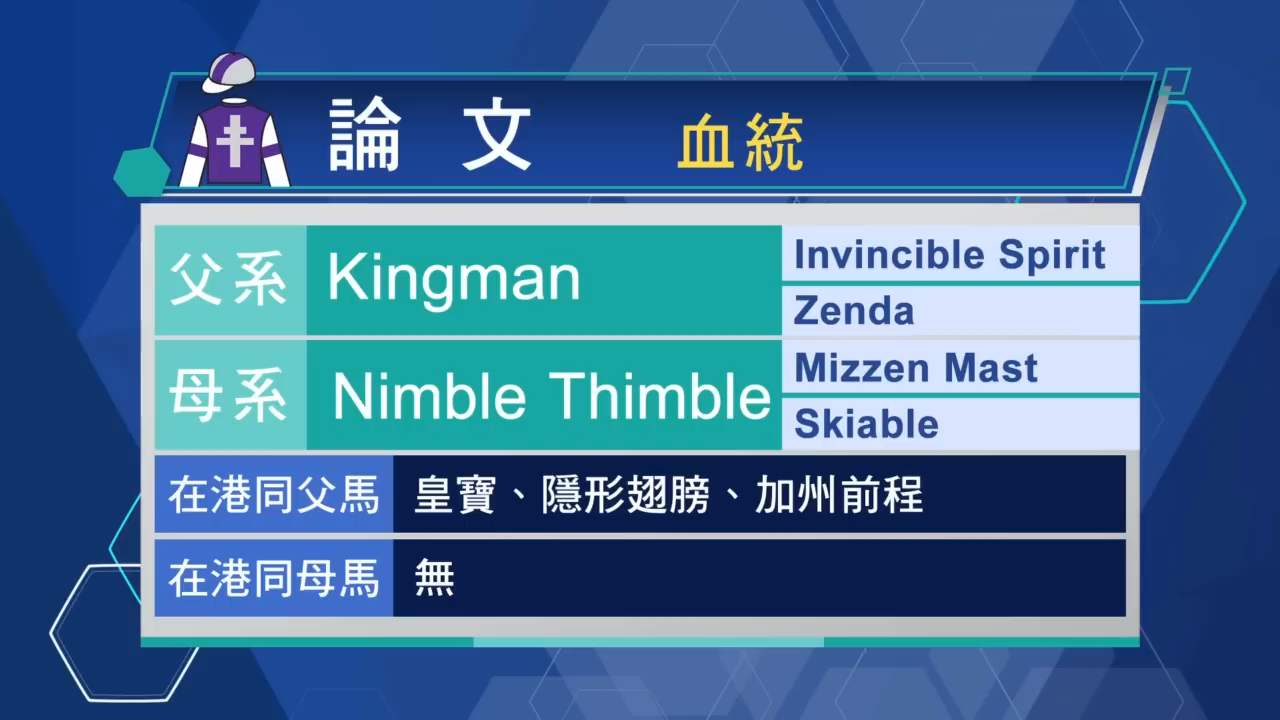 論文 血統
父系 Kingman
Invincible Spirit
Zenda
母系 Nimble Thimble
Mizzen Mast
Skiable
在港同父馬 皇寶、隱形翅膀、加州前程
在港同母馬 無